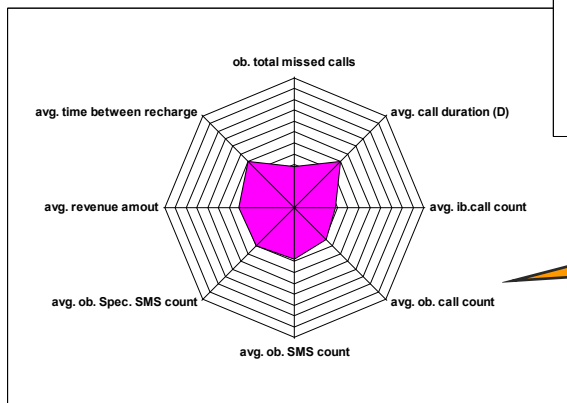 ob. total missed calls
avg. time between recharge
avg. call duration (D)
avg. revenue amout
avg. ib.call count
avg. ob. Spec. SMS count
avg. ob. call count
avg. ob. SMS count